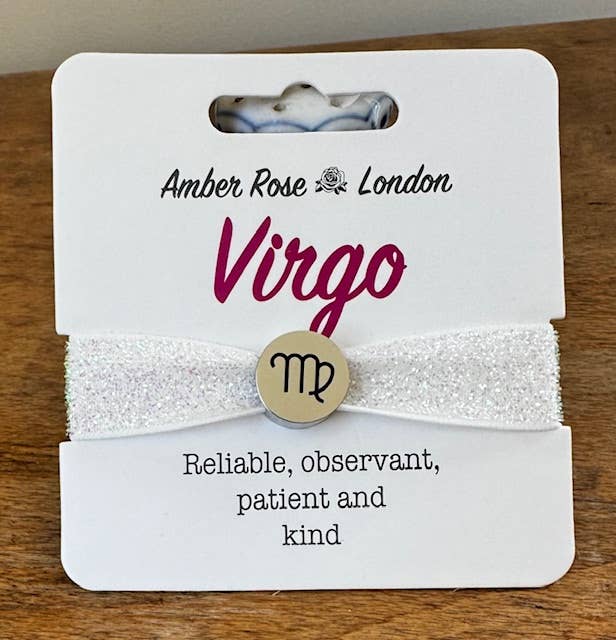 Amber Rose London
Virgo
Reliable, observant,
patient and
kind